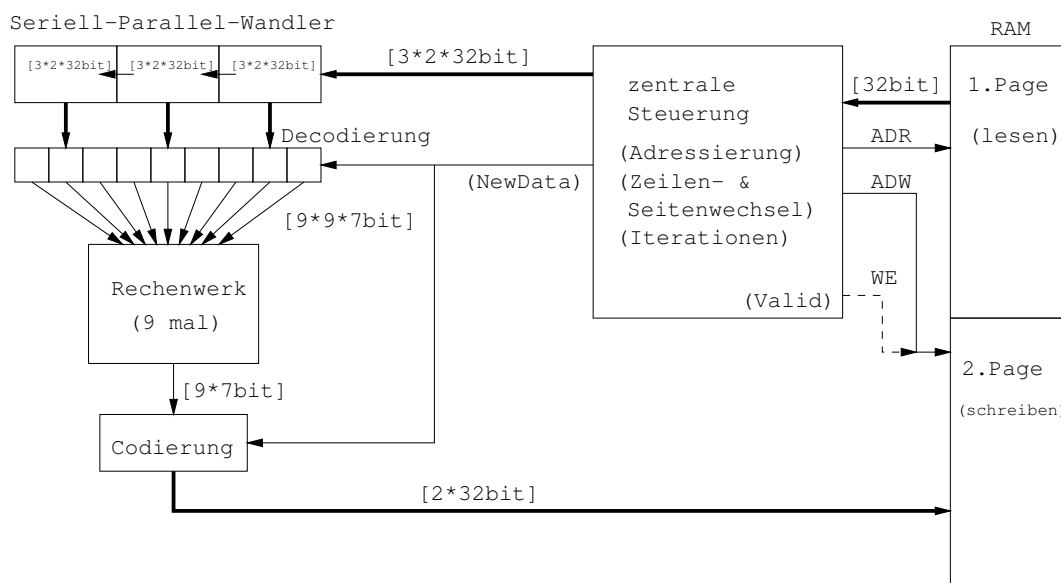 Seriell-Parallel-Wandler
RAM
[3*2*32bit]
[3*2*32bit]
[3*2*32bit]
[3*2*32bit]
zentrale
Steuerung
(Adressierung)
(Zeilen- &
Seitenwechsel)
(Iterationen)
(Valid)
[32bit]
1.Page
(lesen)
ADR
ADW
WE
Decodierung
(NewData)
[9*9*7bit]
Rechenwerk
(9 mal)
2.Page
(schreiben)
[9*7bit]
Codierung
[2*32bit]